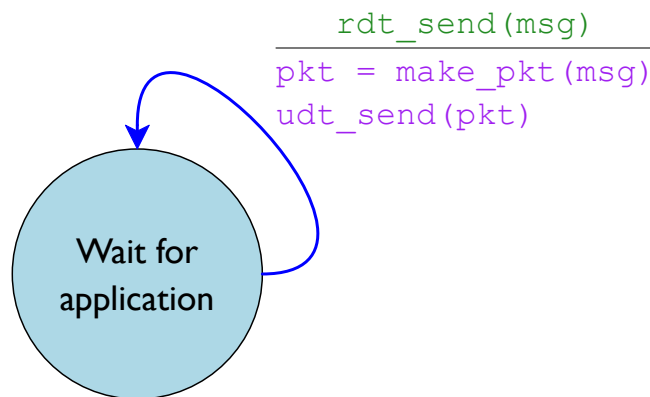 rdt_send(msg)
pkt = make_pkt(msg)
udt_send(pkt)
Wait for
application